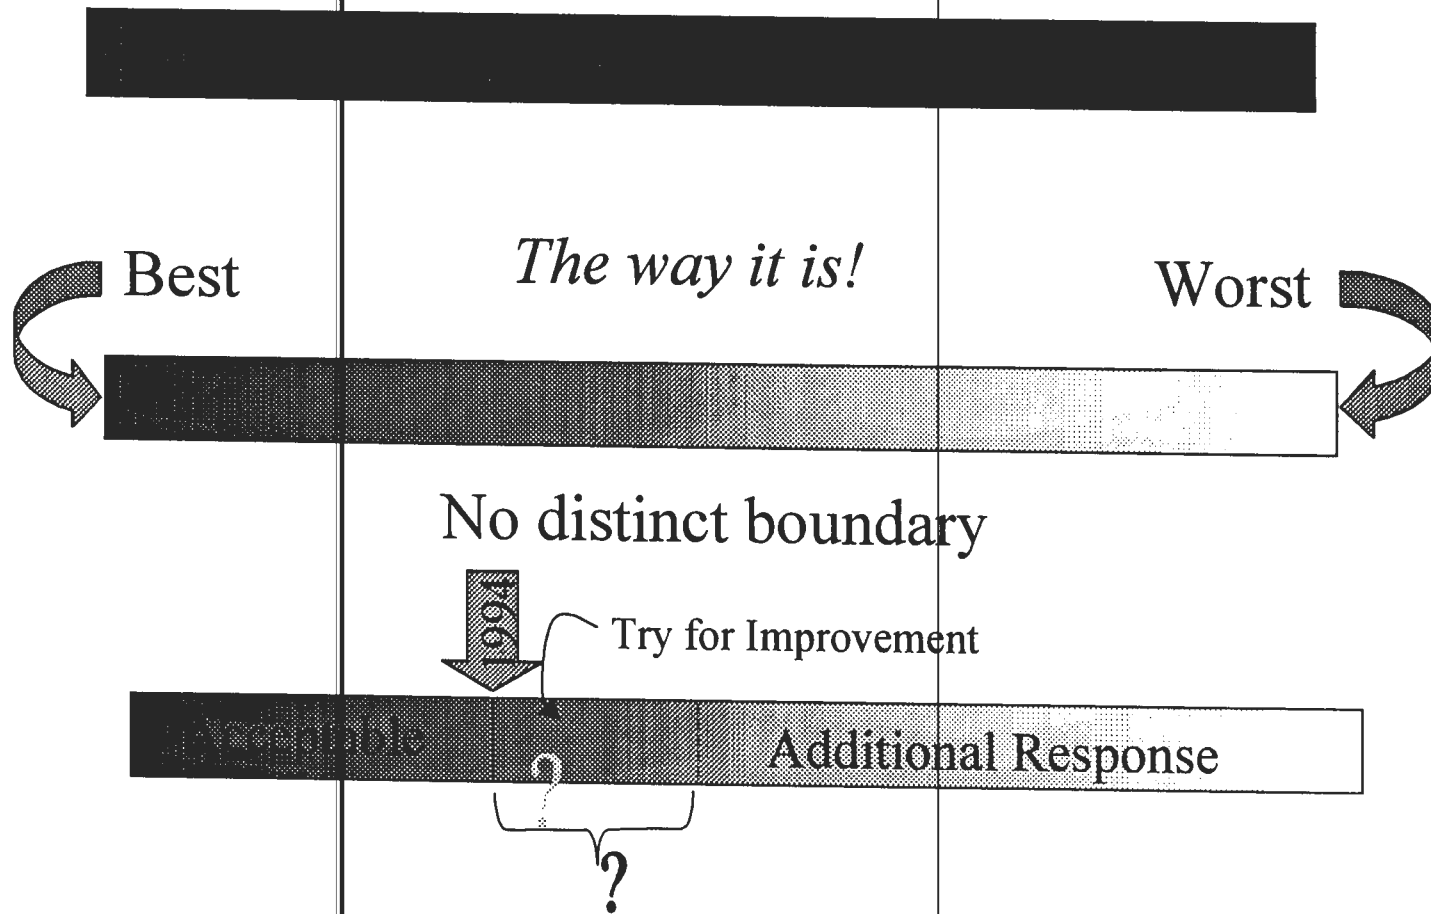 Best
The way it is!
Worst
No distinct boundary
1994
Try for Improvement
Acceptable
Additional Response
?
?